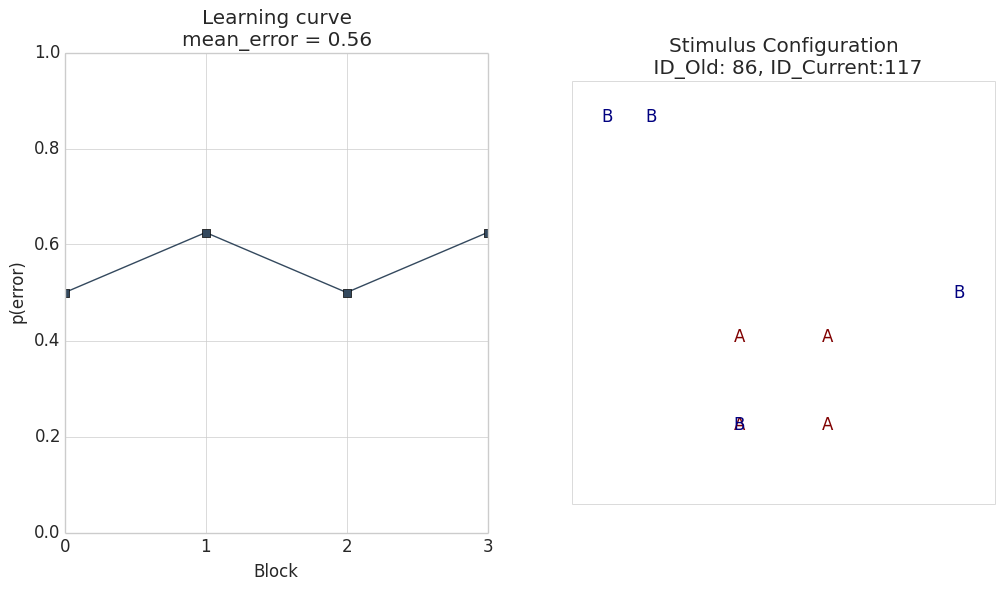 Learning curve
mean_error = 0.56
1.0
0.8
0.6
0.4
0.2
0.0
p(error)
0 1 2 3
Block
Stimulus Configuration
ID_Old: 86, ID_Current:117
B B
B
A A
A B A